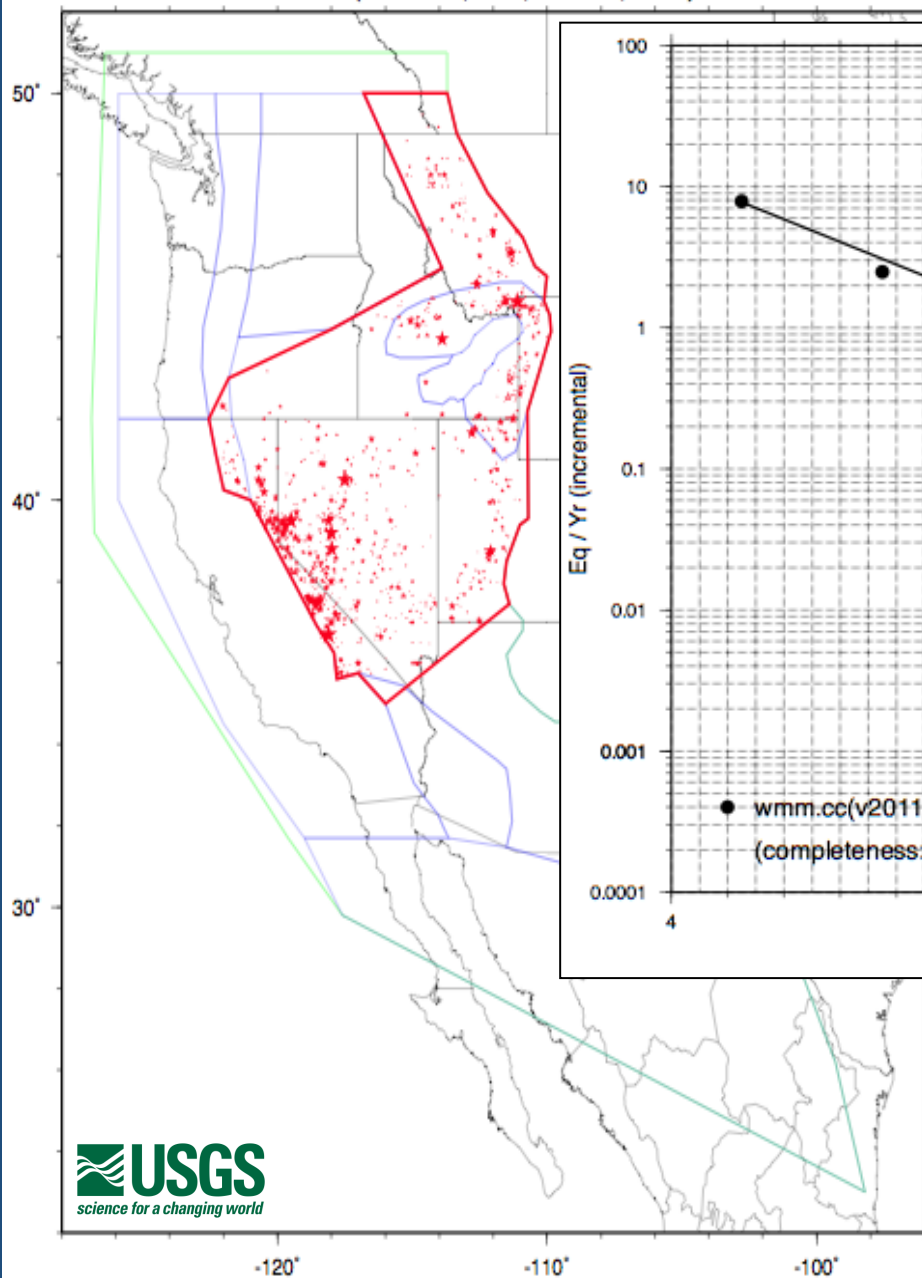 50°
40°
30°
-120°
-110°
-100°
100
10
1
0.1
0.01
0.001
0.0001
4
Eq / Yr (incremental)
wmm.cc(v2011
(completeness:
USGS
science for a changing world